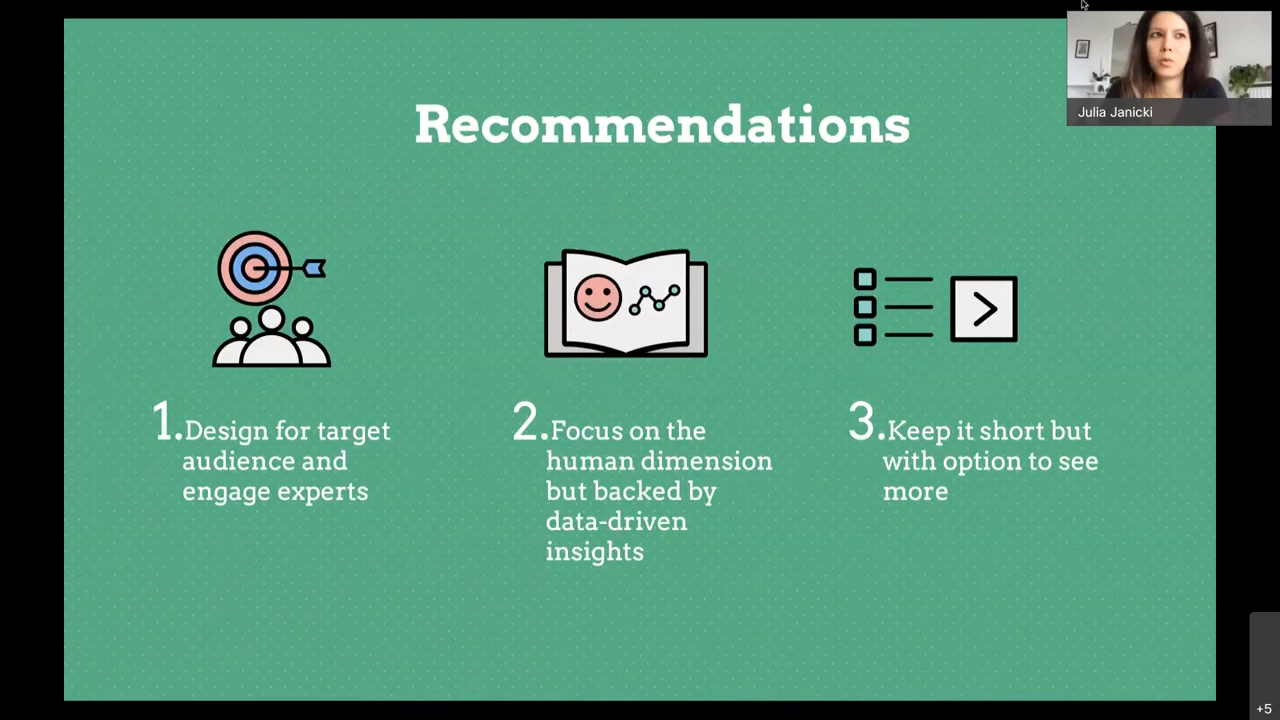 Julia Janicki
Recommendations
1.Design for target
audience and
engage experts
2.Focus on the
human dimension
but backed by
data-driven
insights
3.Keep it short but
with option to see
more
+5